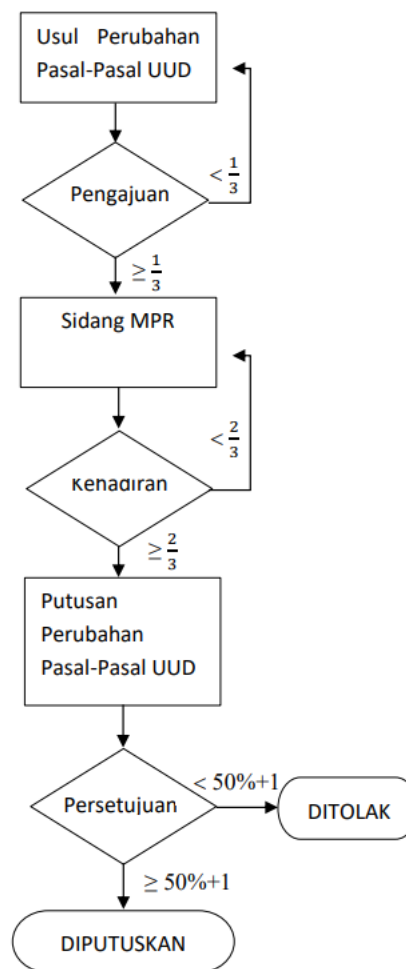 Usul Perubahan
Pasal-Pasal UUD
< 1/3
Pengajuan
≥ 1/3
Sidang MPR
< 2/3
Kehadiran
≥ 2/3
Putusan
Perubahan
Pasal-Pasal UUD
< 50%+1
Persetujuan
DITOLAK
≥ 50%+1
DIPUTUSKAN